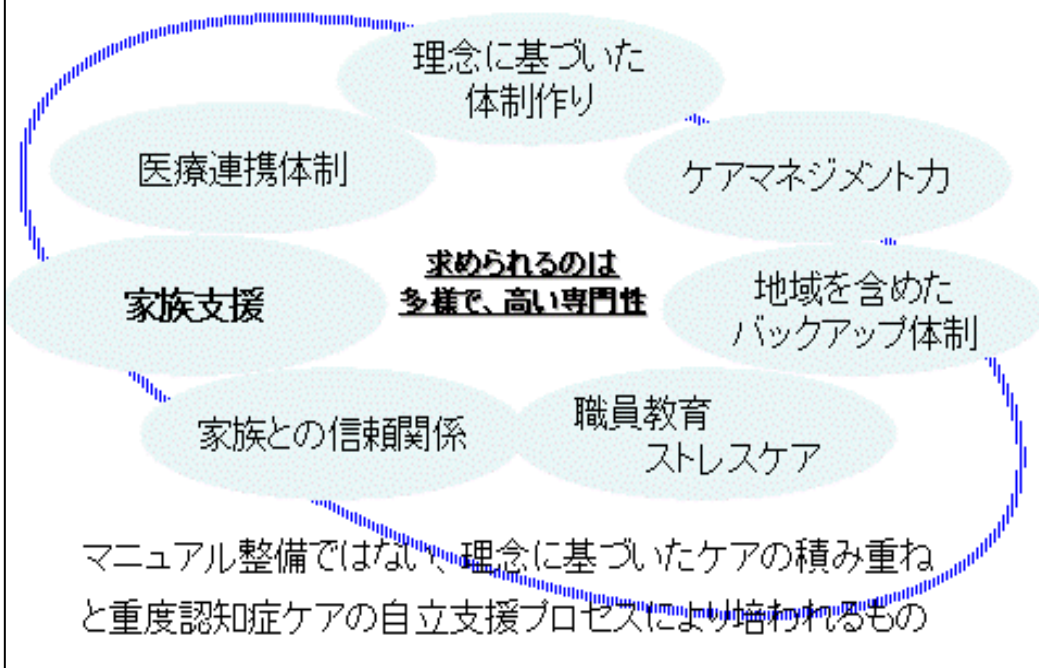 理念に基づいた
体制作り
医療連携体制
ケアマネジメント力
求められるのは
多様で、高い専門性
家族支援
地域を含めた
バックアップ体制
家族との信頼関係
職員教育
ストレスケア
マニュアル整備ではない、理念に基づいたケアの積み重ね
と重度認知症ケアの自立支援プロセスにより培われるもの